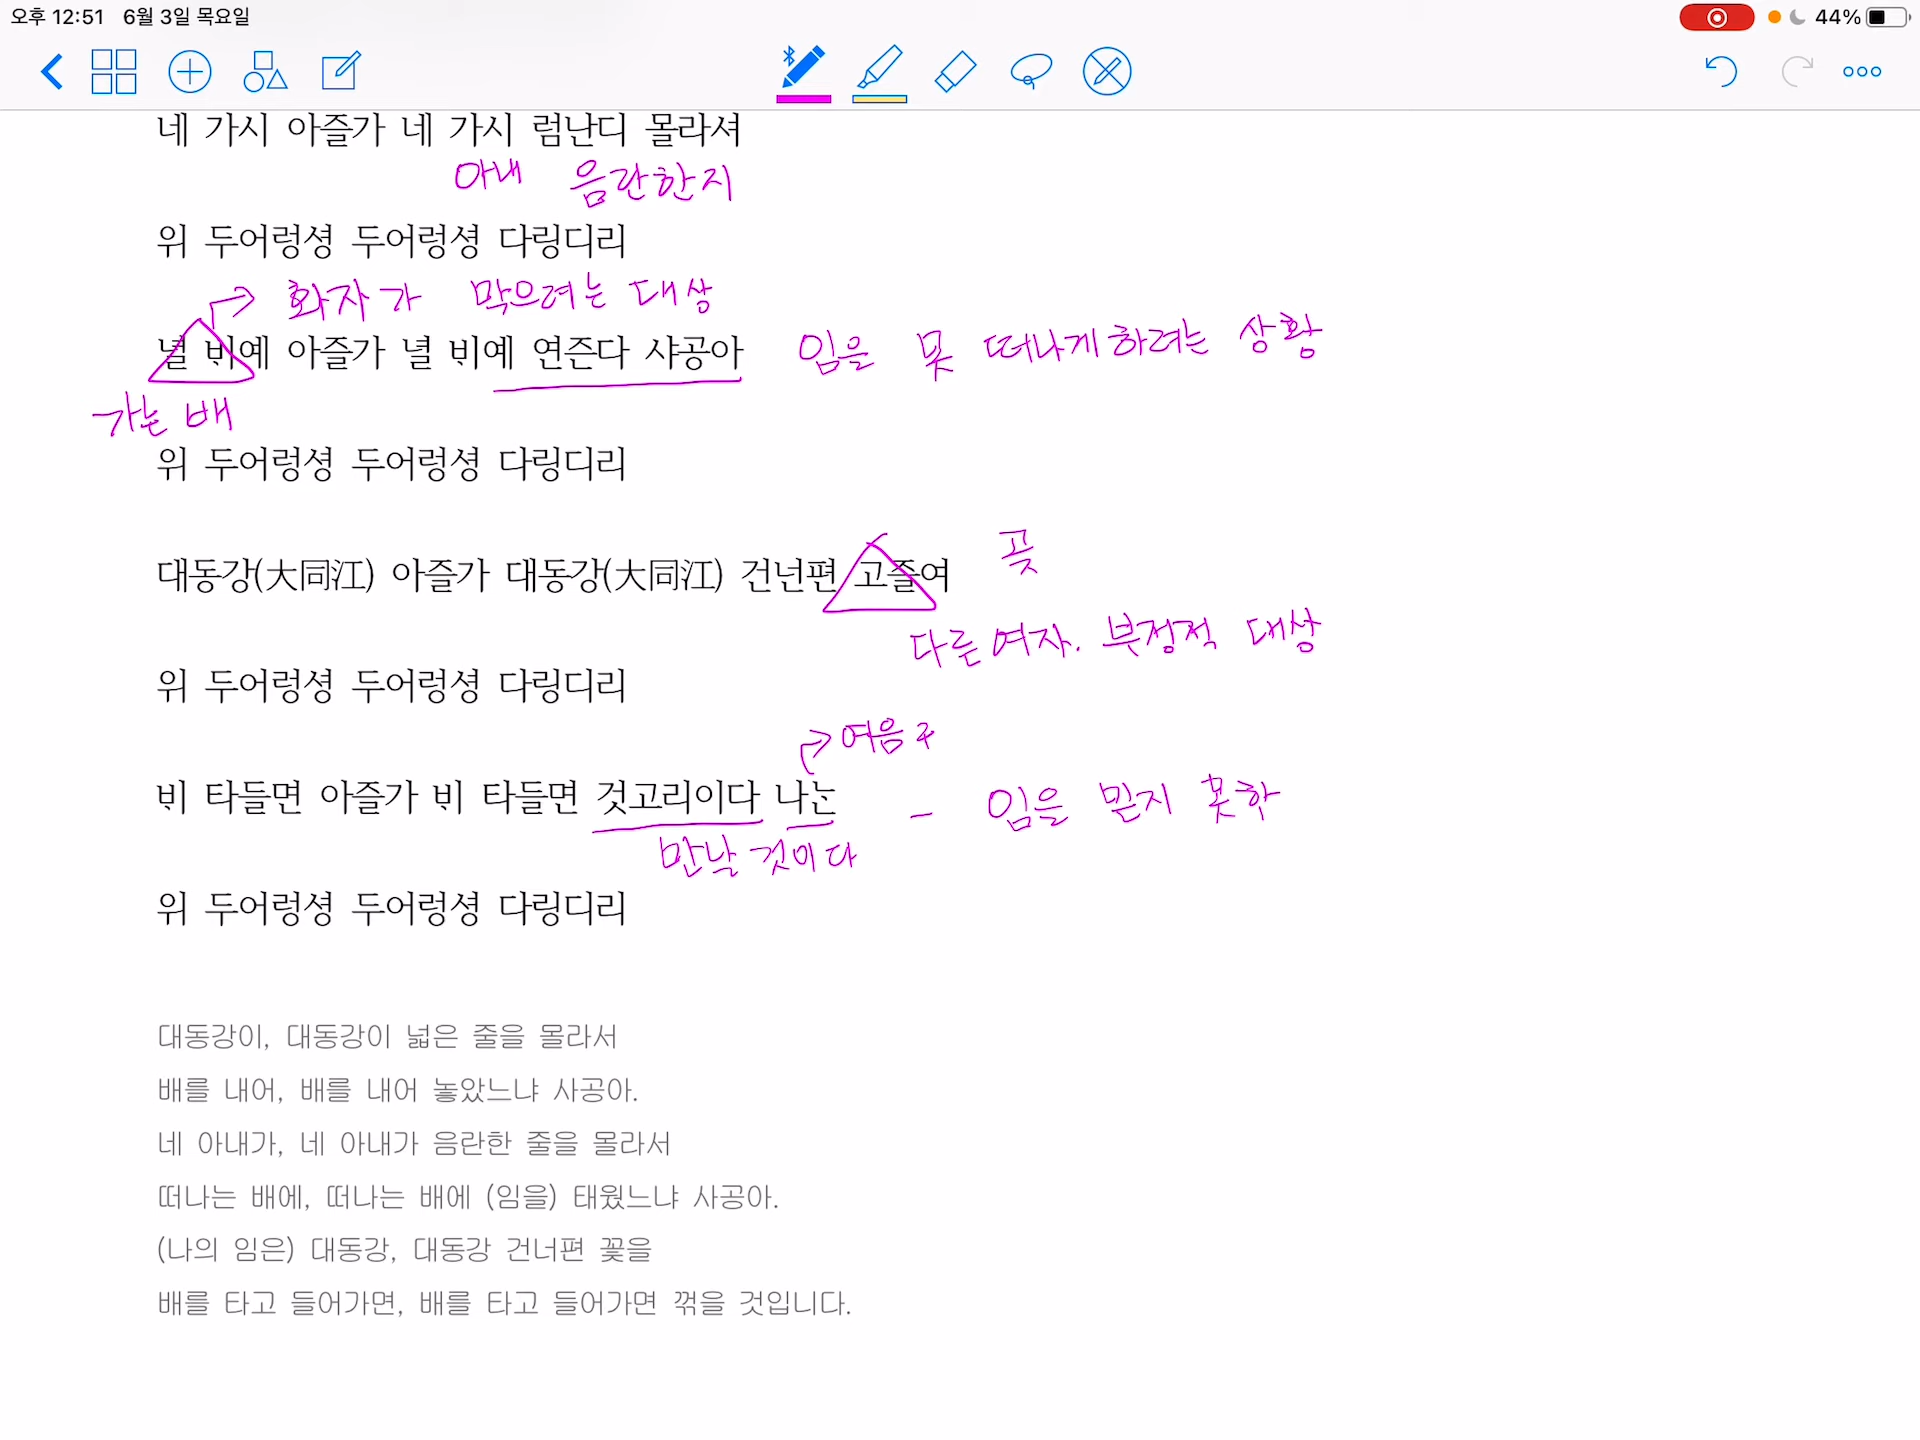 오후 12:51 6월 3일 목요일
44%
네 가시 아즐가 네 가시 럼난디 몰라셔
아내 음란한지
위 두어렁셩 두어렁셩 다링디리
화자가 막으려는 대상
녈 ᄇᆡ예 아즐가 녈 ᄇᆡ예 연즌다 샤공아
임을 못 떠나게 하려는 상황
가는 배
위 두어렁셩 두어렁셩 다링디리
대동강(大同江) 아즐가 대동강(大同江) 건넌편 고즐여
곶
다른 여자. 부정적 대상
위 두어렁셩 두어렁셩 다링디리
여음구
ᄇᆡ 타들면 아즐가 ᄇᆡ 타들면 것고리이다 나ᄂᆞᆫ
- 임을 믿지 못함
만날 것이다
위 두어렁셩 두어렁셩 다링디리
대동강이, 대동강이 넓은 줄을 몰라서
배를 내어, 배를 내어 놓았느냐 사공아.
네 아내가, 네 아내가 음란한 줄을 몰라서
떠나는 배에, 떠나는 배에 (임을) 태웠느냐 사공아.
(나의 임은) 대동강, 대동강 건너편 꽃을
배를 타고 들어가면, 배를 타고 들어가면 꺾을 것입니다.